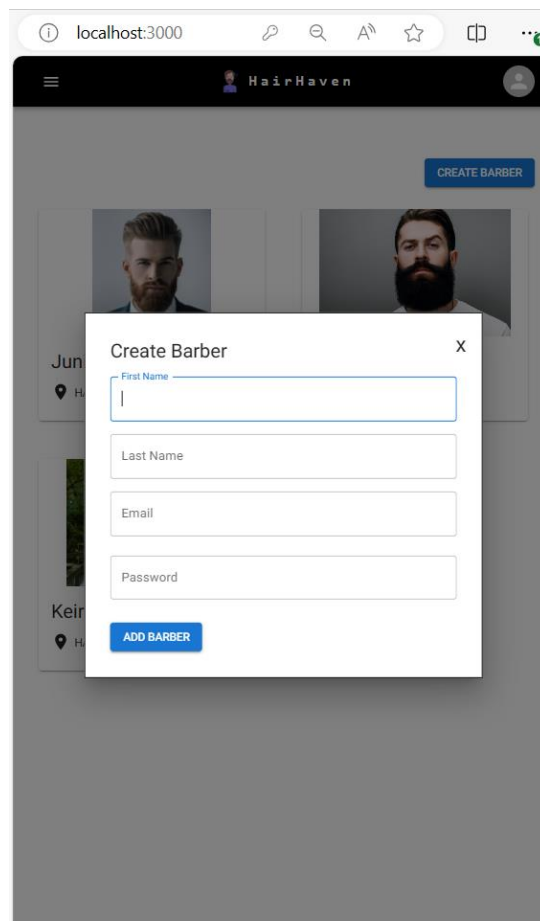 localhost:3000
HairHaven
CREATE BARBER
Create Barber
X
First Name
Jun
Last Name
Email
Password
Keir
ADD BARBER